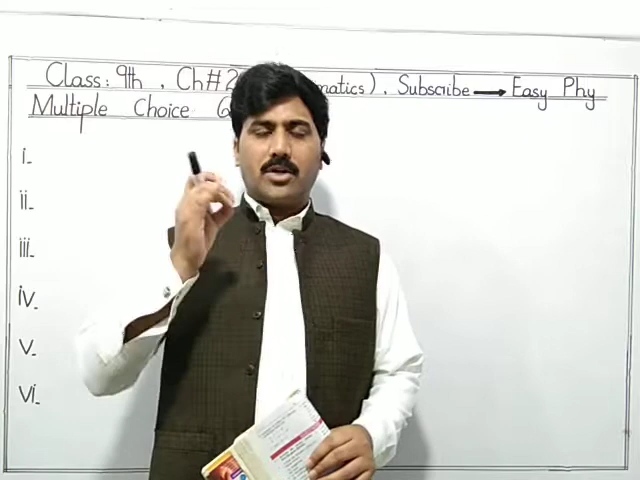 Class: 9th , Ch# 2 matics) , Subscribe → Easy Phy
Multiple Choice
i-
ii-
iii-
iv-
v-
vi-